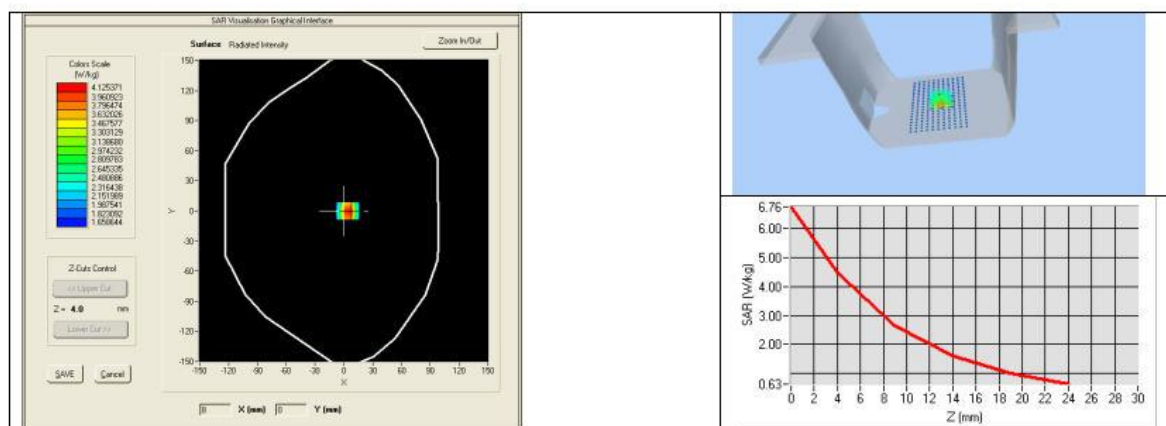 SAR Visualisation Graphical Interface
Surface Radiated Intensity
Zoom In/Out
Colors Scale
(W/kg)
4.125371
3.960923
3.796474
3.632026
3.467577
3.303129
3.138680
2.974232
2.809783
2.645335
2.480886
2.316438
2.151989
1.987541
1.823092
1.658644
Z-Cuts Control
<< Upper Cut
Z = 4.0 mm
Lower Cut >>
SAVE Cancel
150
120
90
60
30
0
-30
-60
-90
-120
-150
Y
-150 -120 -90 -60 -30 0 30 60 90 120 150
X
8 X (mm) 0 Y (mm)
6.76
6.00
5.00
4.00
3.00
2.00
0.63
SAR (W/kg)
0 2 4 6 8 10 12 14 16 18 20 22 24 26 28 30
Z (mm)